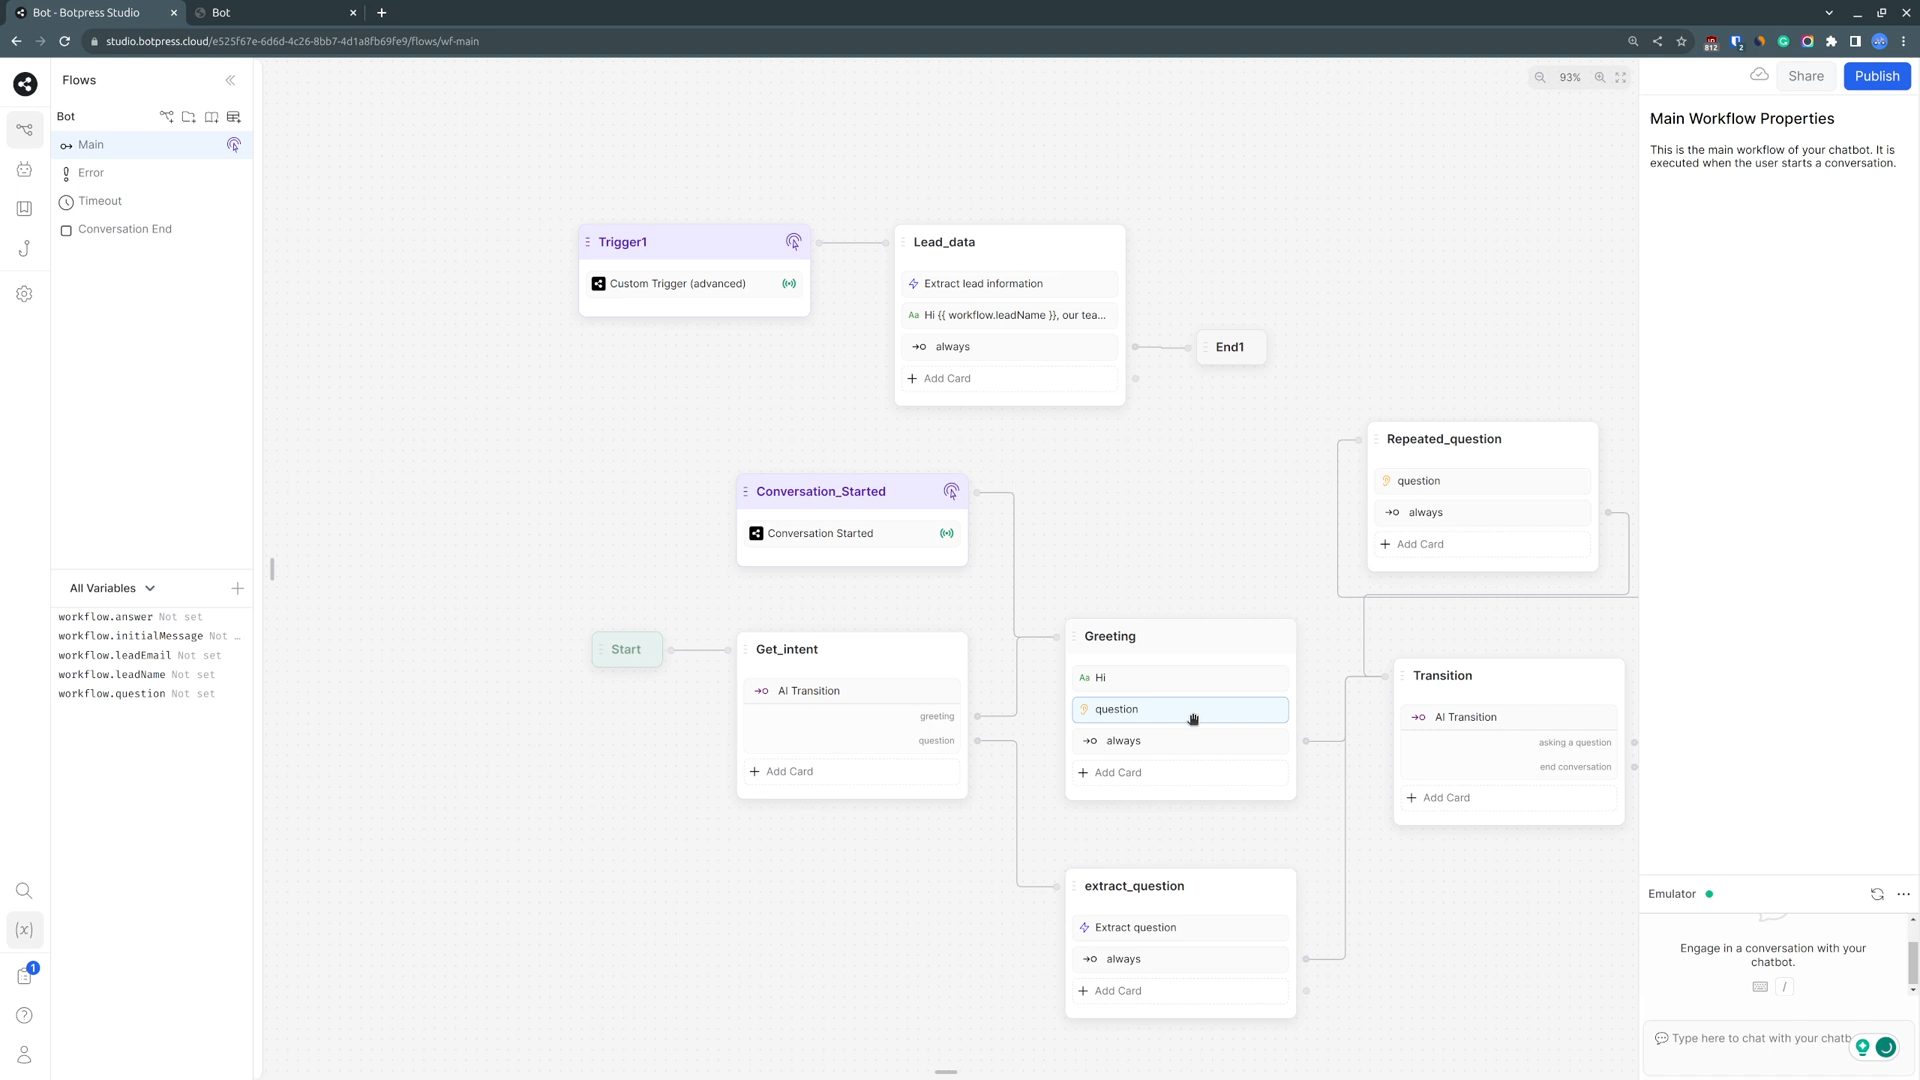 Bot - Botpress Studio
Bot
studio.botpress.cloud/e525f67e-6d6d-4c26-8bb7-4d1a8fb69fe9/flows/wf-main
812
2
Flows
Bot
Main
Error
Timeout
Conversation End
All Variables
workflow.answer Not set
workflow.initialMessage Not …
workflow.leadEmail Not set
workflow.leadName Not set
workflow.question Not set
(x)
1
93%
Trigger1
Custom Trigger (advanced)
Lead_data
Extract lead information
Aa Hi {{ workflow.leadName }}, our tea...
always
Add Card
End1
Repeated_question
question
always
Add Card
Conversation_Started
Conversation Started
Start
Get_intent
AI Transition
greeting
question
Add Card
Greeting
Aa Hi
question
always
Add Card
Transition
AI Transition
asking a question
end conversation
Add Card
extract_question
Extract question
always
Add Card
Share
Publish
Main Workflow Properties
This is the main workflow of your chatbot. It is
executed when the user starts a conversation.
Emulator
Engage in a conversation with your
chatbot.
/
Type here to chat with your chatb